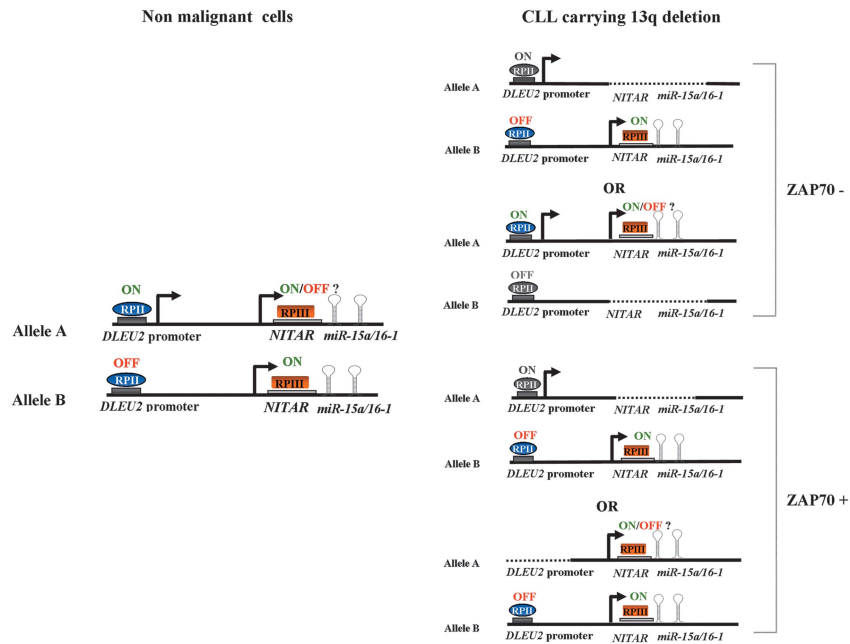 Non malignant cells
CLL carrying 13q deletion
ON
RPII
Allele A
DLEU2 promoter
NITAR miR-15a/16-1
OFF
ON
RPII
RPIII
Allele B
DLEU2 promoter
NITAR miR-15a/16-1
ZAP70 -
OR
ON
ON/OFF ?
RPII
RPIII
Allele A
DLEU2 promoter
NITAR miR-15a/16-1
OFF
RPII
Allele B
DLEU2 promoter
NITAR miR-15a/16-1
ON
ON/OFF ?
RPII
RPIII
Allele A
DLEU2 promoter
NITAR miR-15a/16-1
OFF
ON
RPII
RPIII
Allele B
DLEU2 promoter
NITAR miR-15a/16-1
ON
RPII
Allele A
DLEU2 promoter
NITAR miR-15a/16-1
OFF
ON
RPII
RPIII
Allele B
DLEU2 promoter
NITAR miR-15a/16-1
ZAP70 +
OR
ON/OFF ?
RPIII
Allele A
DLEU2 promoter
NITAR miR-15a/16-1
OFF
ON
RPII
RPIII
Allele B
DLEU2 promoter
NITAR miR-15a/16-1